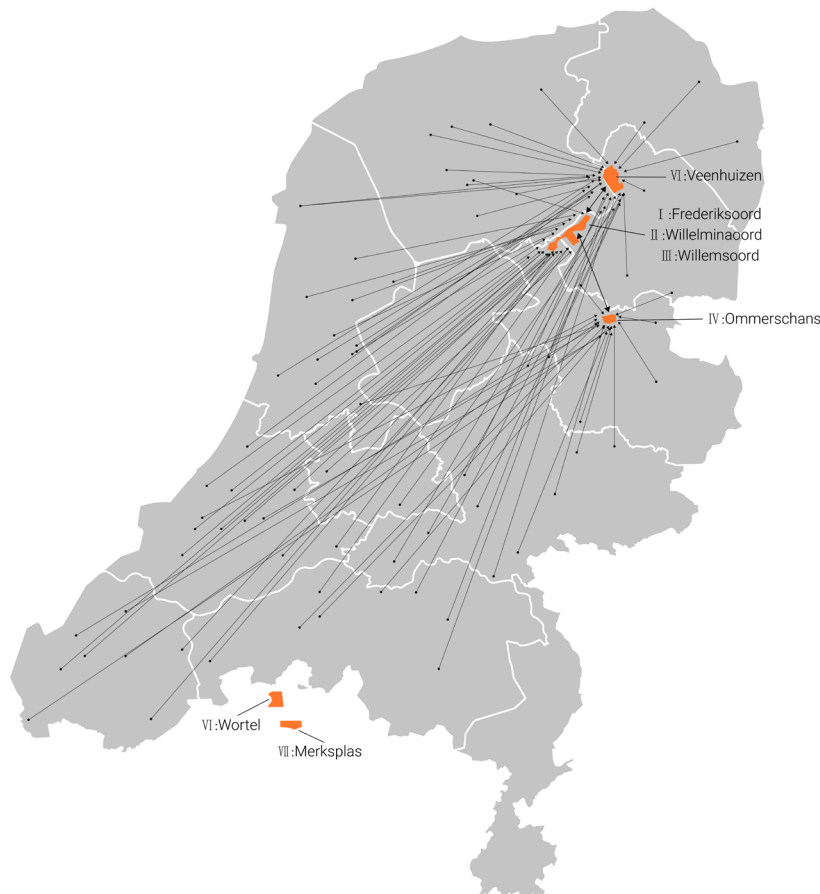 Ⅵ:Veenhuizen
Ⅰ:Frederiksoord
Ⅱ:Willelminaoord
Ⅲ:Willemsoord
Ⅳ:Ommerschans
Ⅵ:Wortel
Ⅶ:Merksplas